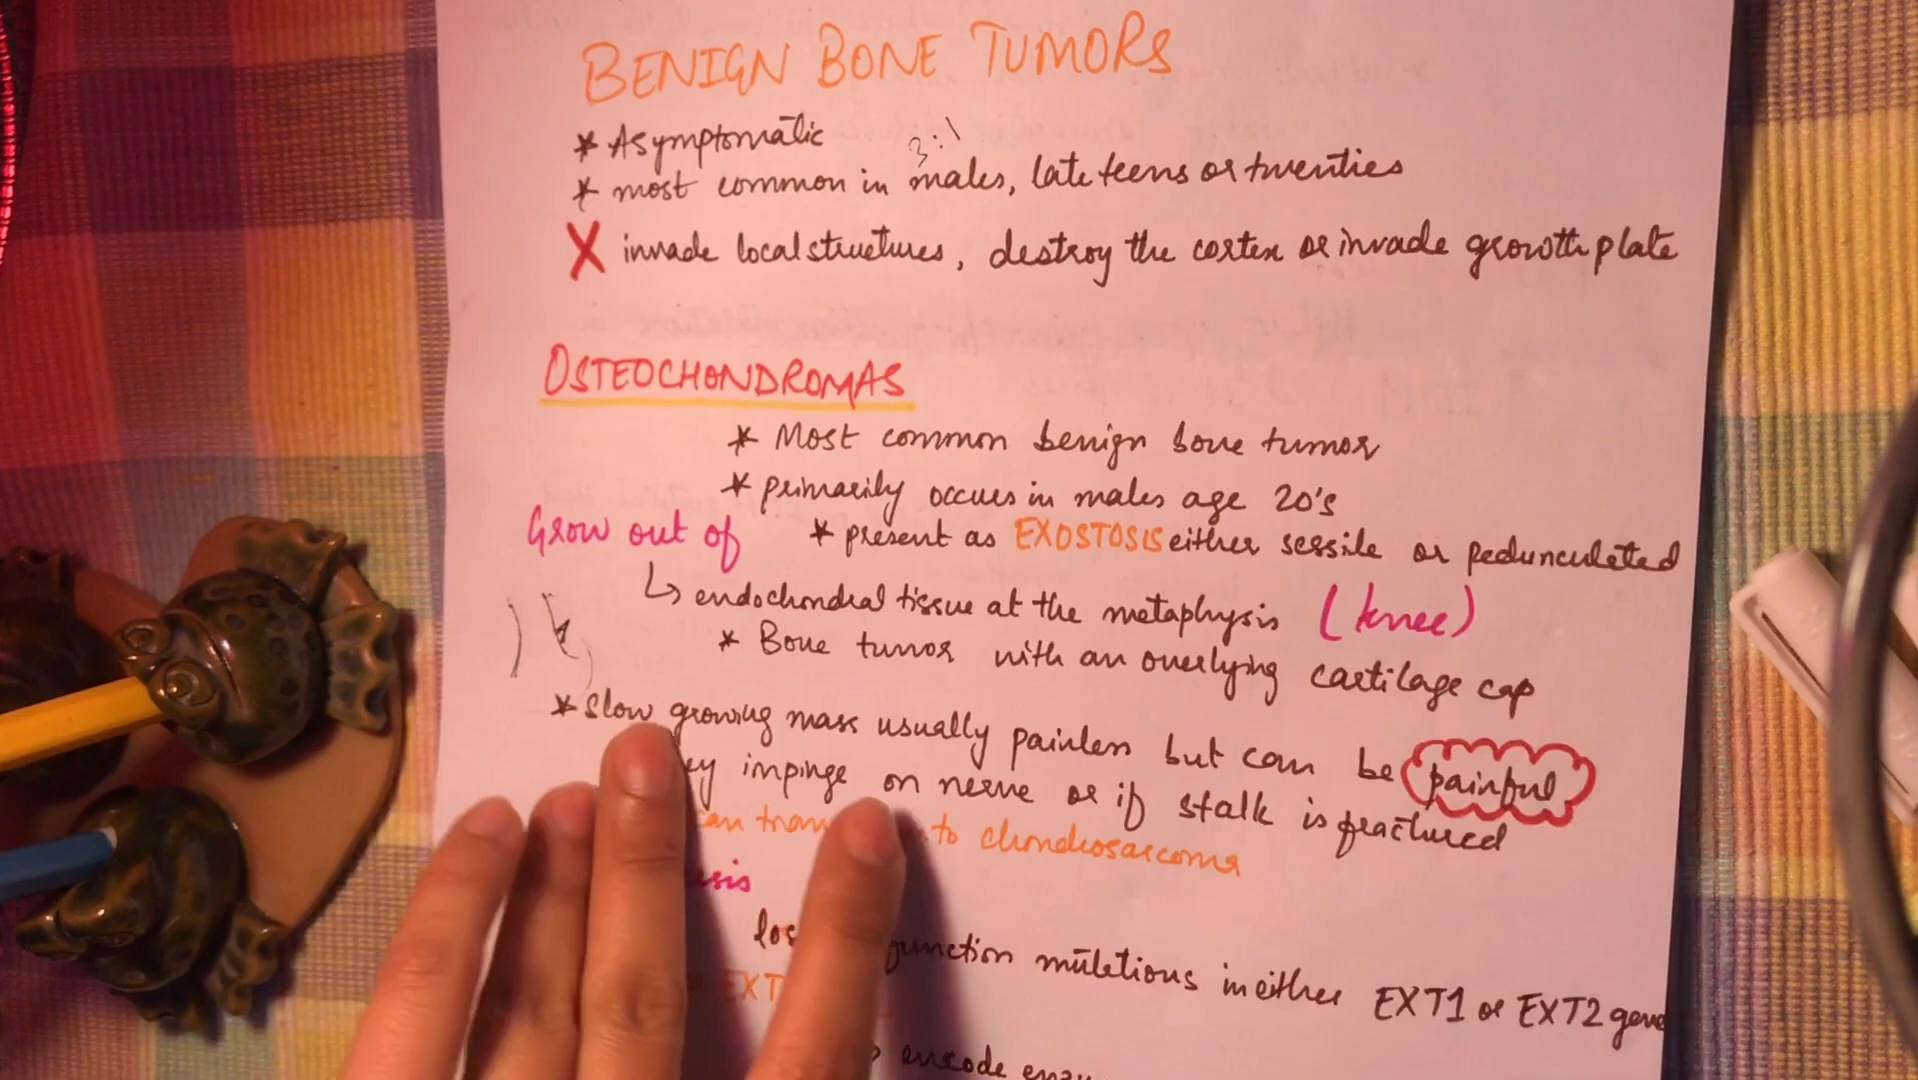 BENIGN BONE TUMORS
* Asymptomatic
3:1
* most common in males, late teens or twenties
X invade local structures, destroy the cortex or invade growth plate
OSTEOCHONDROMAS
* Most common benign bone tumor
* primarily occurs in males age 20's
Grow out of * present as EXOSTOSIS either sessile or pedunculated
↳ endochondral tissue at the metaphysis (knee)
* Bone tumor with an overlying cartilage cap
* Slow growing mass usually painless but can be painful
impinge on nerve or if stalk is fractured
to chondrosarcoma
function mutations in either EXT1 or EXT2 gene
EXT
encode